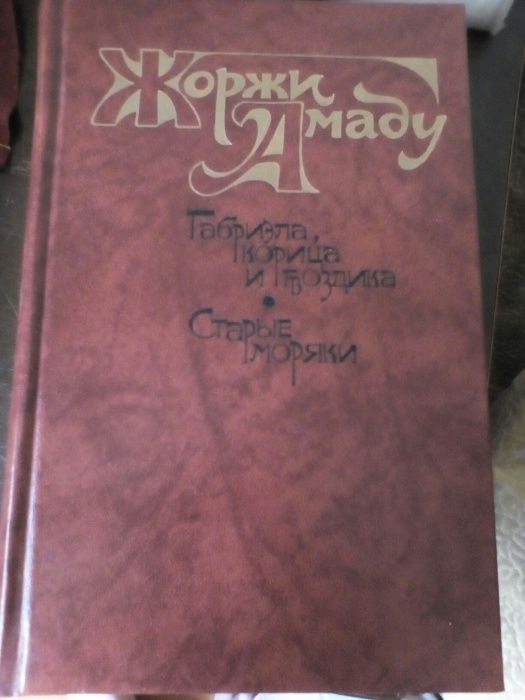 Жоржи
Амаду
Габриэла,
корица
и гвоздика
•
Старые
моряки